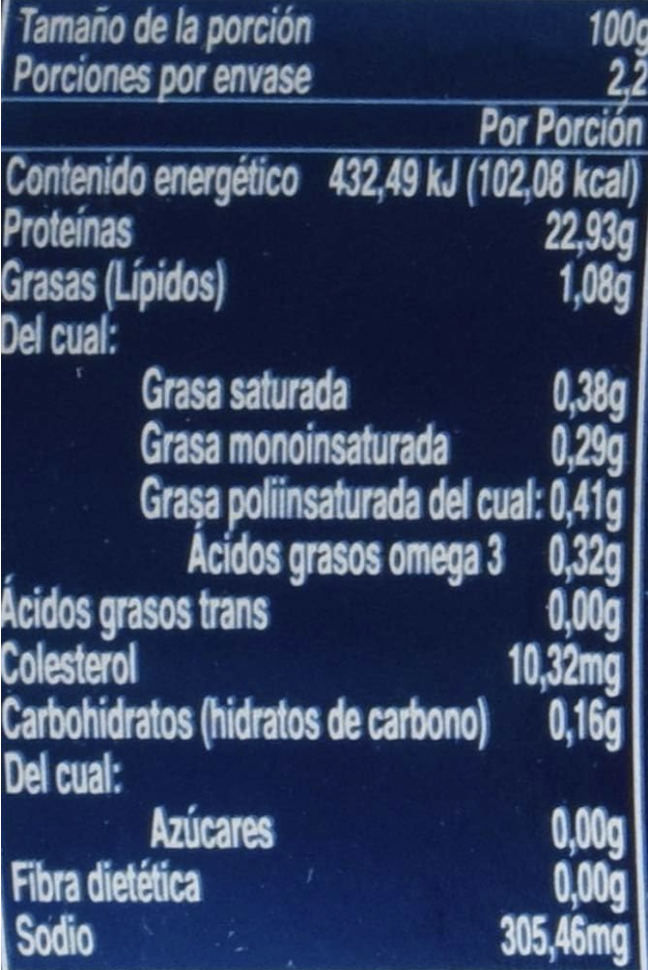 Tamaño de la porción 100g
Porciones por envase 2,2
Por Porción
Contenido energético 432,49 kJ (102,08 kcal)
Proteínas 22,93g
Grasas (Lípidos) 1,08g
Del cual:
Grasa saturada 0,38g
Grasa monoinsaturada 0,29g
Grasa poliinsaturada del cual: 0,41g
Ácidos grasos omega 3 0,32g
Ácidos grasos trans 0,00g
Colesterol 10,32mg
Carbohidratos (hidratos de carbono) 0,16g
Del cual:
Azúcares 0,00g
Fibra dietética 0,00g
Sodio 305,46mg